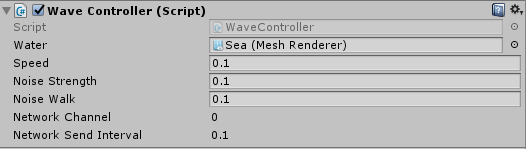 Wave Controller (Script)
Script WaveController
Water Sea (Mesh Renderer)
Speed 0.1
Noise Strength 0.1
Noise Walk 0.1
Network Channel 0
Network Send Interval 0.1